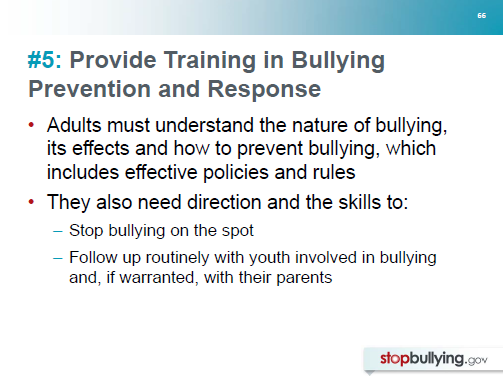 66
#5: Provide Training in Bullying
Prevention and Response
• Adults must understand the nature of bullying,
its effects and how to prevent bullying, which
includes effective policies and rules
• They also need direction and the skills to:
– Stop bullying on the spot
– Follow up routinely with youth involved in bullying
and, if warranted, with their parents
stopbullying.gov